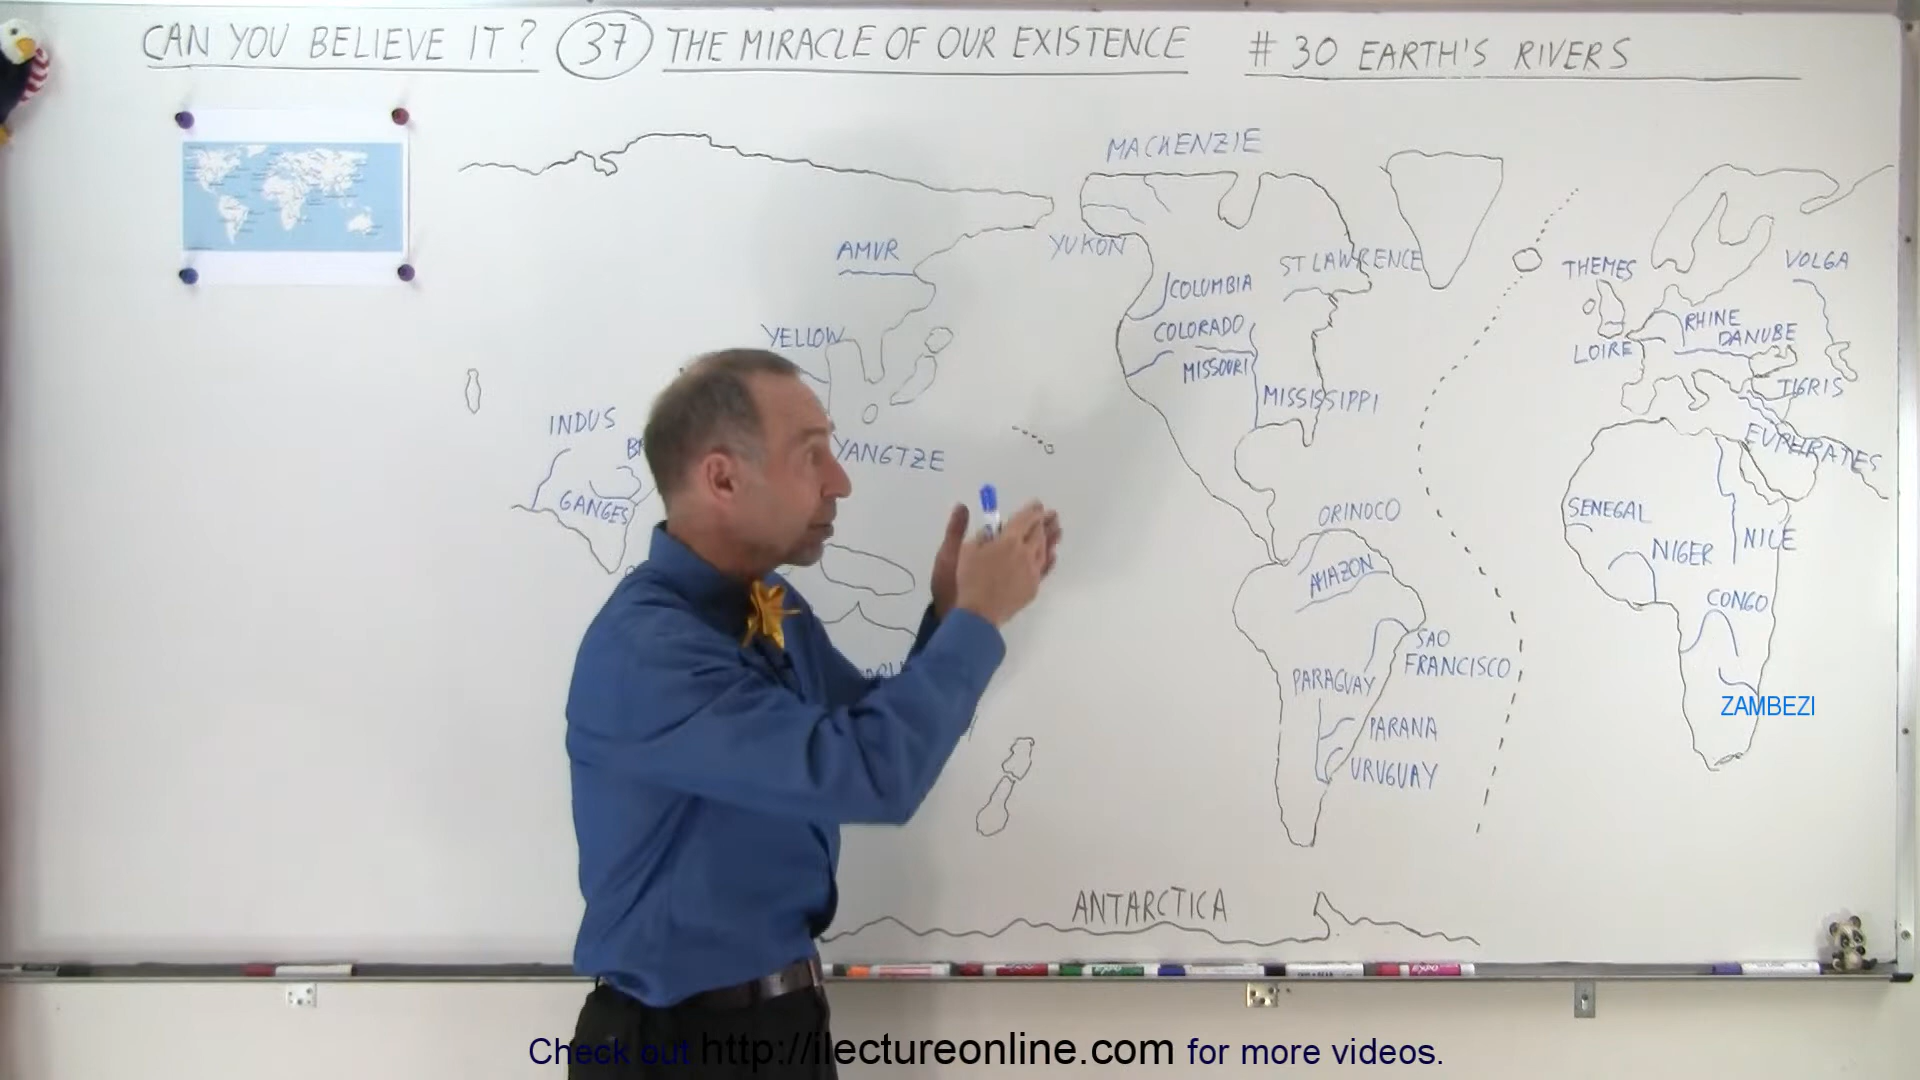 CAN YOU BELIEVE IT? 37 THE MIRACLE OF OUR EXISTENCE # 30 EARTH'S RIVERS
MACKENZIE
AMUR
YUKON
ST LAWRENCE
THEMES
VOLGA
COLUMBIA
YELLOW
COLORADO
RHINE
DANUBE
LOIRE
MISSOURI
TIGRIS
MISSISSIPPI
INDUS
YANGTZE
EUPHRATES
GANGES
ORINOCO
SENEGAL
NIGER
NILE
AMAZON
CONGO
SAO
FRANCISCO
PARAGUAY
ZAMBEZI
PARANA
URUGUAY
ANTARCTICA
EXPO
EXPO
Check out http://ilectureonline.com for more videos.